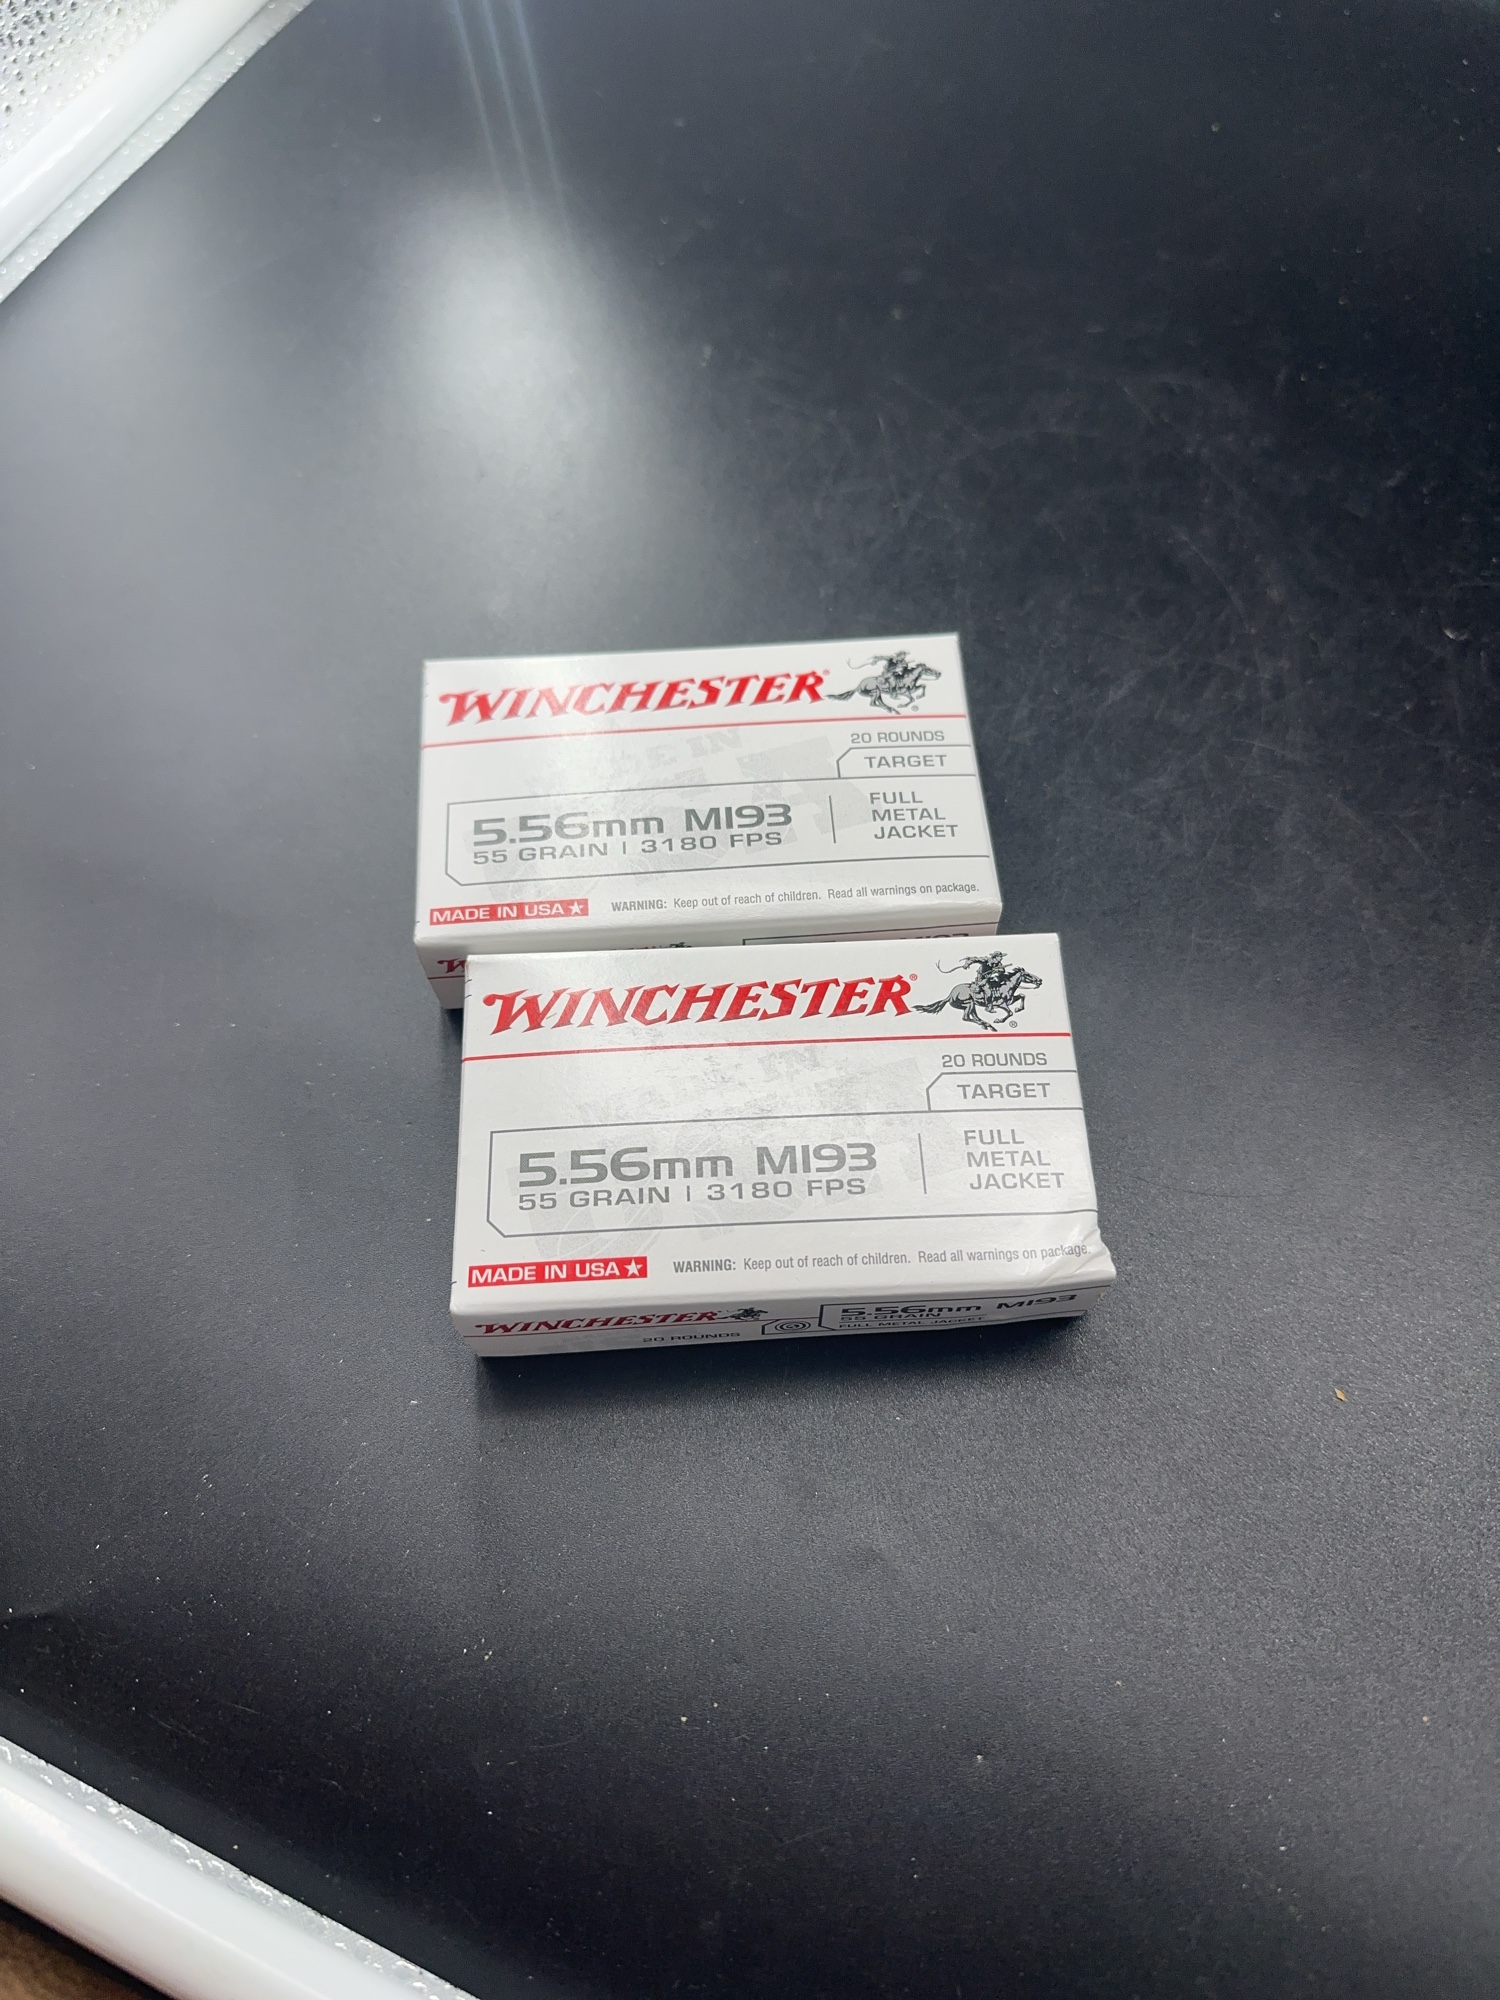 WINCHESTER®
®
20 ROUNDS
TARGET
5.56mm M193
55 GRAIN | 3180 FPS
FULL
METAL
JACKET
MADE IN USA★
WARNING: Keep out of reach of children. Read all warnings on package.
M193
WINCHESTER®
®
20 ROUNDS
TARGET
5.56mm M193
55 GRAIN | 3180 FPS
FULL
METAL
JACKET
MADE IN USA★
WARNING: Keep out of reach of children. Read all warnings on package.
WINCHESTER
20 ROUNDS
5.56mm M193
55 GRAIN
FULL METAL JACKET